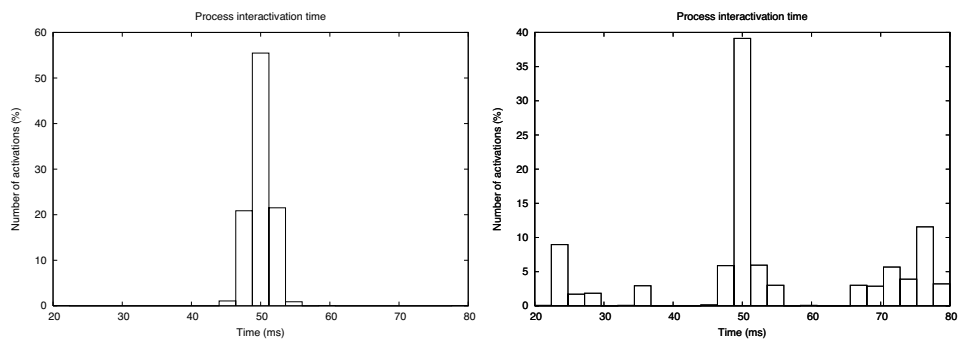 Process interactivation time
60
50
40
30
20
10
0
Number of activations (%)
20 30 40 50 60 70 80
Time (ms)
Process interactivation time
40
35
30
25
20
15
10
5
0
Number of activations (%)
20 30 40 50 60 70 80
Time (ms)